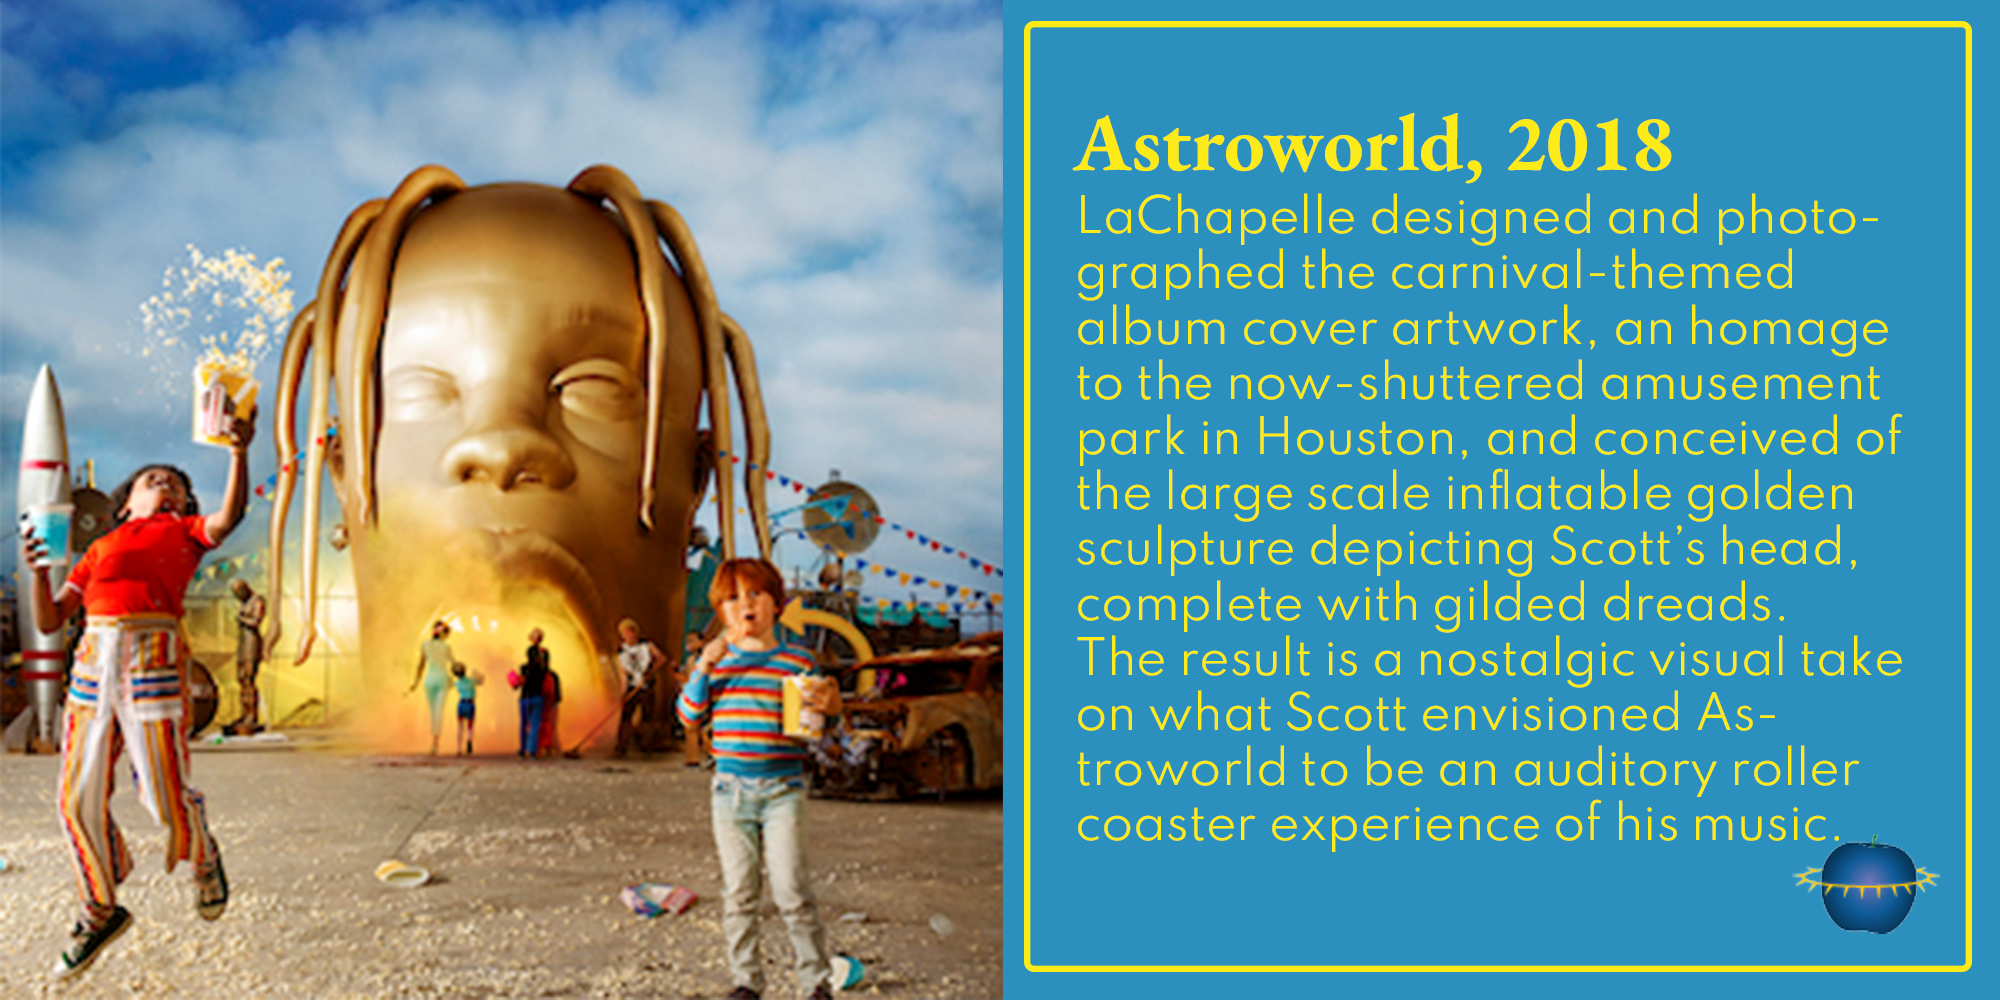 Astroworld, 2018
LaChapelle designed and photo-
graphed the carnival-themed
album cover artwork, an homage
to the now-shuttered amusement
park in Houston, and conceived of
the large scale inflatable golden
sculpture depicting Scott’s head,
complete with gilded dreads.
The result is a nostalgic visual take
on what Scott envisioned As-
troworld to be an auditory roller
coaster experience of his music.